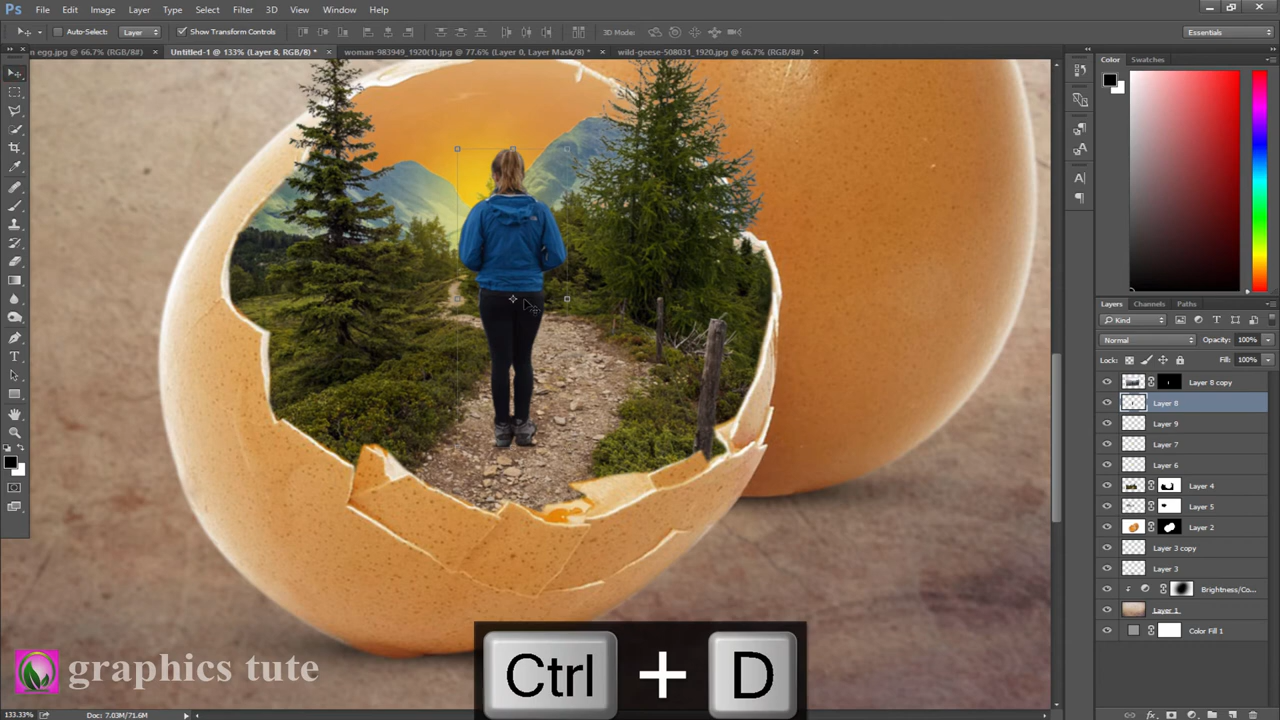 Ps File Edit Image Layer Type Select Filter 3D View Window Help
Auto-Select: Layer Show Transform Controls 3D Mode: Essentials
n egg.jpg @ 66.7% (RGB/8#) × Untitled-1 @ 133% (Layer 8, RGB/8#) * × woman-983949_1920(1).jpg @ 77.6% (Layer 0, Layer Mask/8) * × wild-geese-508031_1920.jpg @ 66.7% (RGB/8#) ×
Color Swatches
Layers Channels Paths
Kind
Normal Opacity: 100%
Lock: Fill: 100%
Layer 8 copy
Layer 8
Layer 9
Layer 7
Layer 6
Layer 4
Layer 5
Layer 2
Layer 3 copy
Layer 3
Brightness/Co...
Layer 1
Color Fill 1
Ctrl + D
graphics tute
133.33% Doc: 7.03M/71.6M